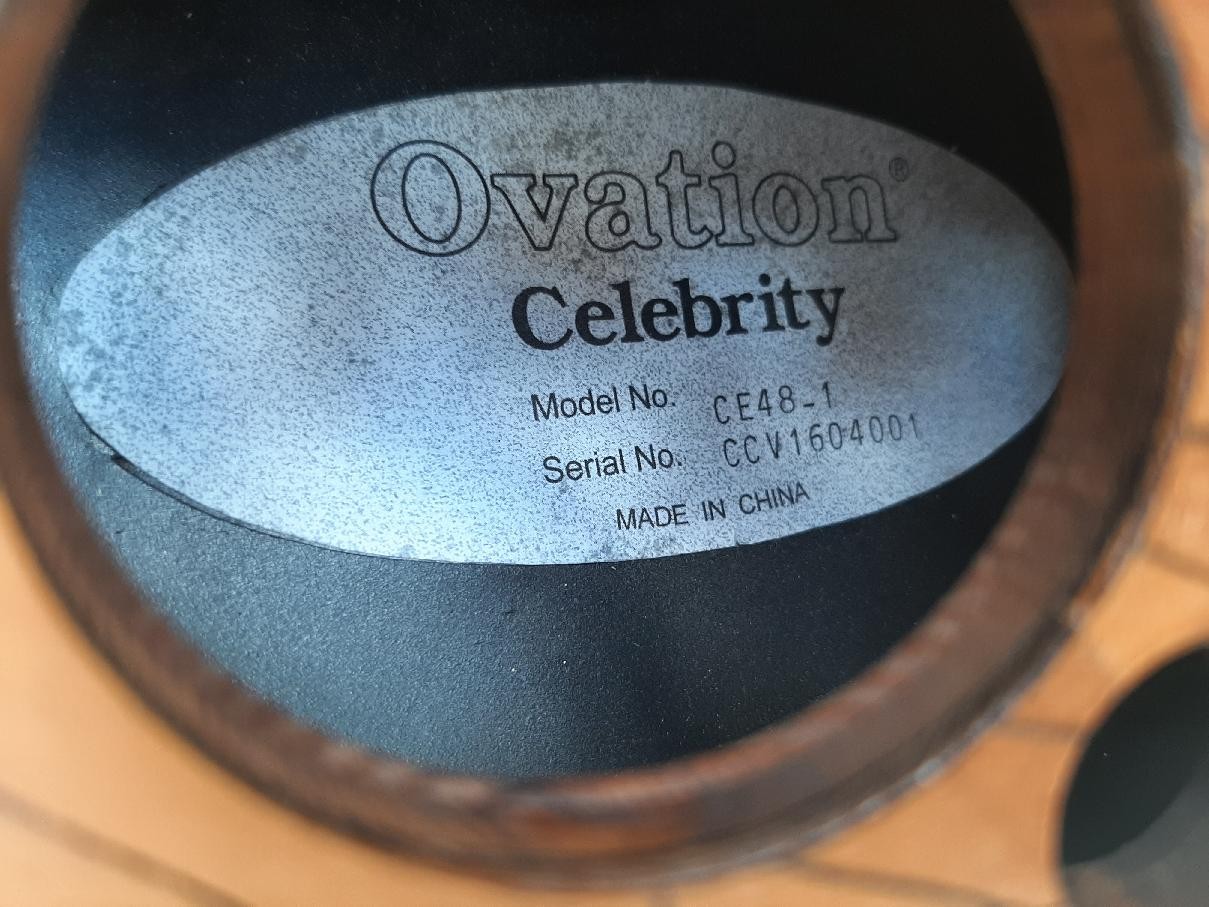 Ovation®
Celebrity
Model No. CE48-1
Serial No. CCV1604001
MADE IN CHINA